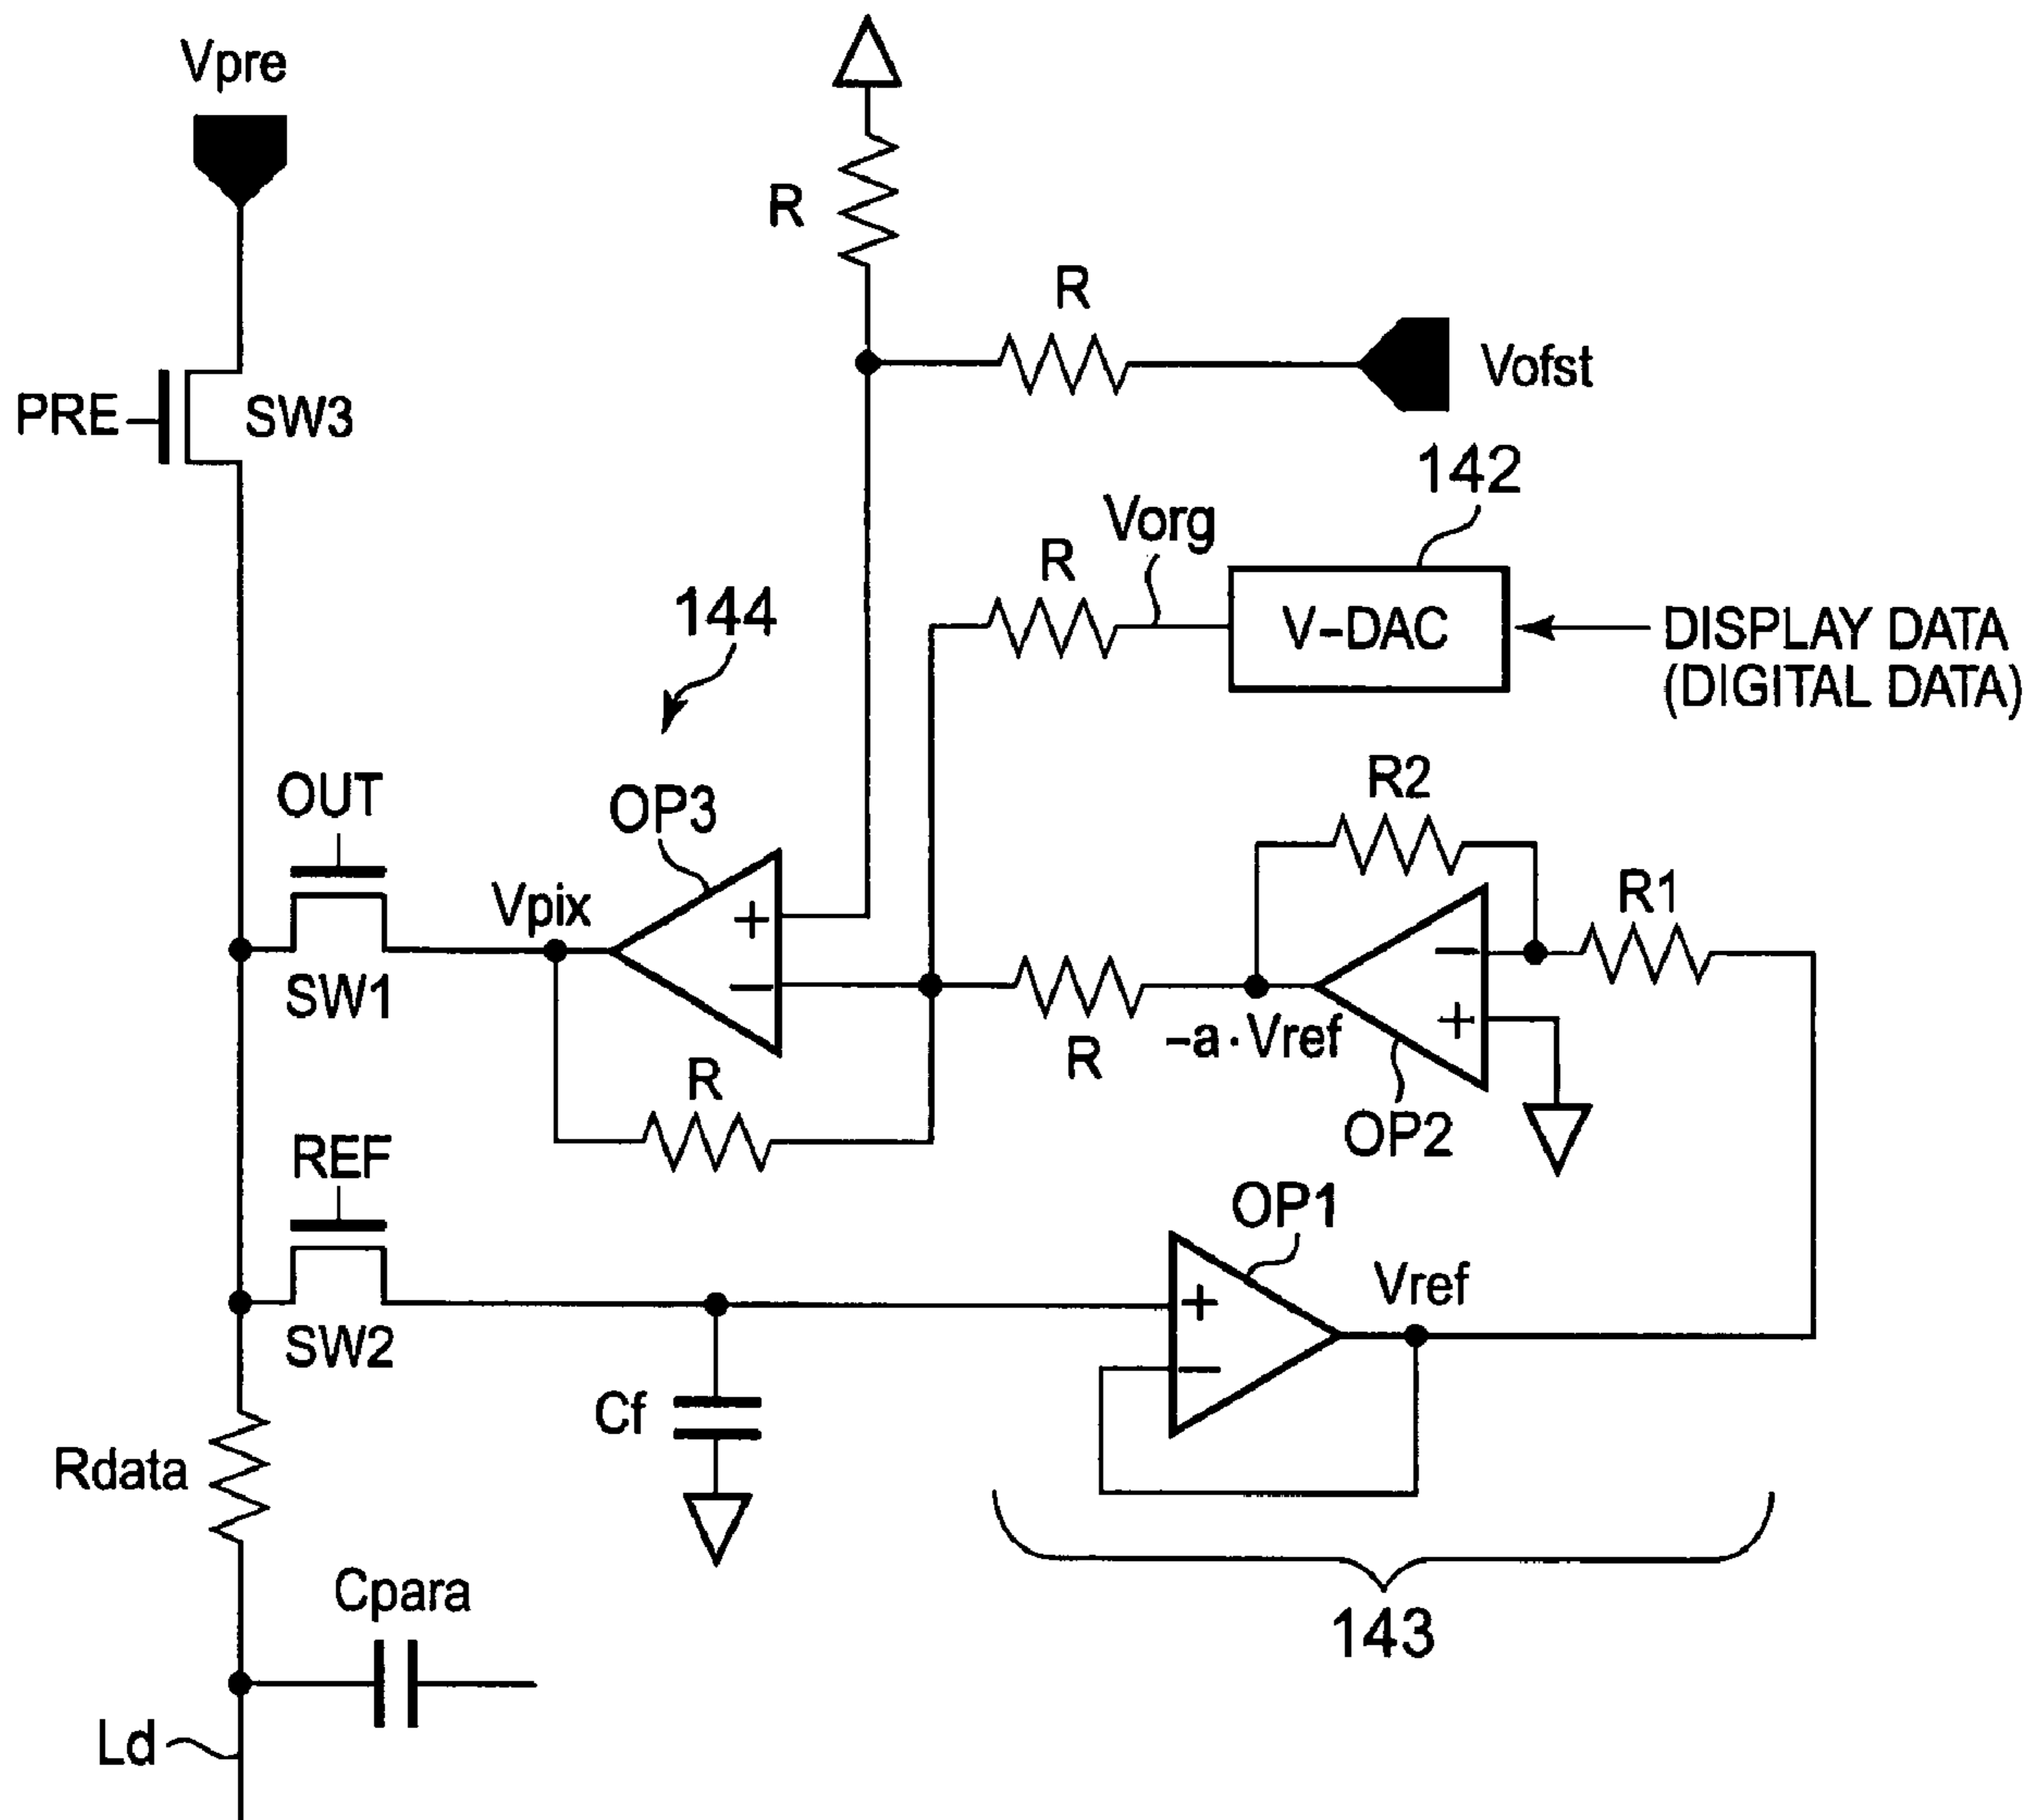 Vpre
R
R
Vofst
PRE
SW3
142
Vorg
R
V-DAC
DISPLAY DATA
(DIGITAL DATA)
144
R2
OUT
OP3
R1
Vpix
+
−
−
+
SW1
R
-a·Vref
R
OP2
REF
OP1
Vref
+
−
SW2
Cf
Rdata
143
Cpara
Ld